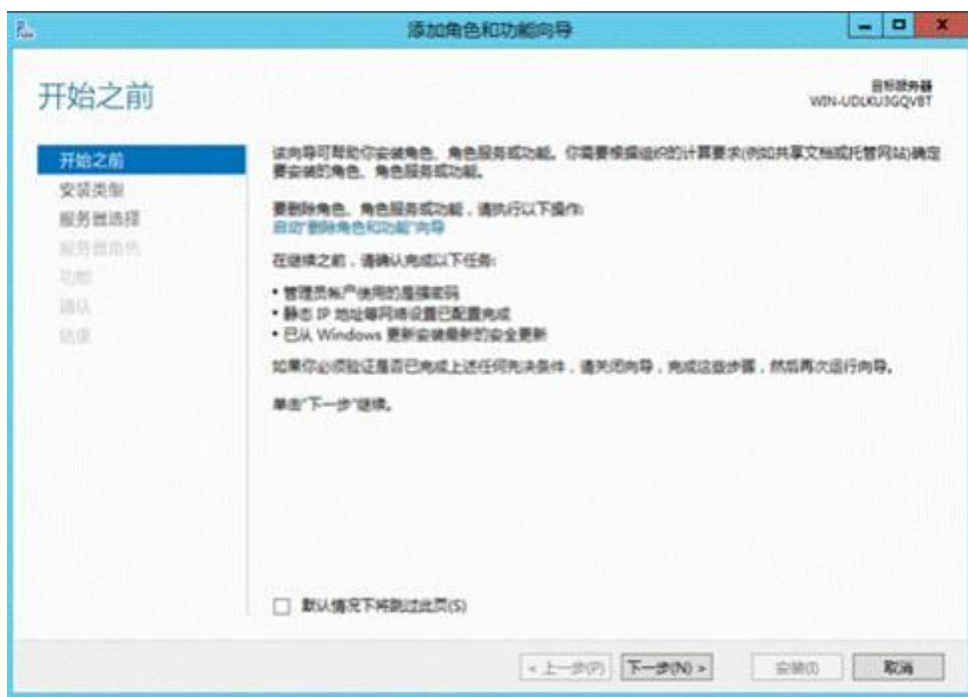 添加角色和功能向导
开始之前
目标服务器
WIN-UDLKU3GQVBT
开始之前
安装类型
服务器选择
服务器角色
功能
确认
结果
该向导可帮助你安装角色、角色服务或功能。你需要根据组织的计算要求(例如共享文档或托管网站)确定
要安装的角色、角色服务或功能。
要删除角色、角色服务或功能，请执行以下操作:
启动"删除角色和功能"向导
在继续之前，请确认完成以下任务:
• 管理员帐户使用的是强密码
• 静态 IP 地址等网络设置已配置完成
• 已从 Windows 更新安装最新的安全更新
如果你必须验证是否已完成上述任何先决条件，请关闭向导，完成这些步骤，然后再次运行向导。
单击"下一步"继续。
默认情况下将跳过此页(S)
< 上一步(P) 下一步(N) > 安装(I) 取消